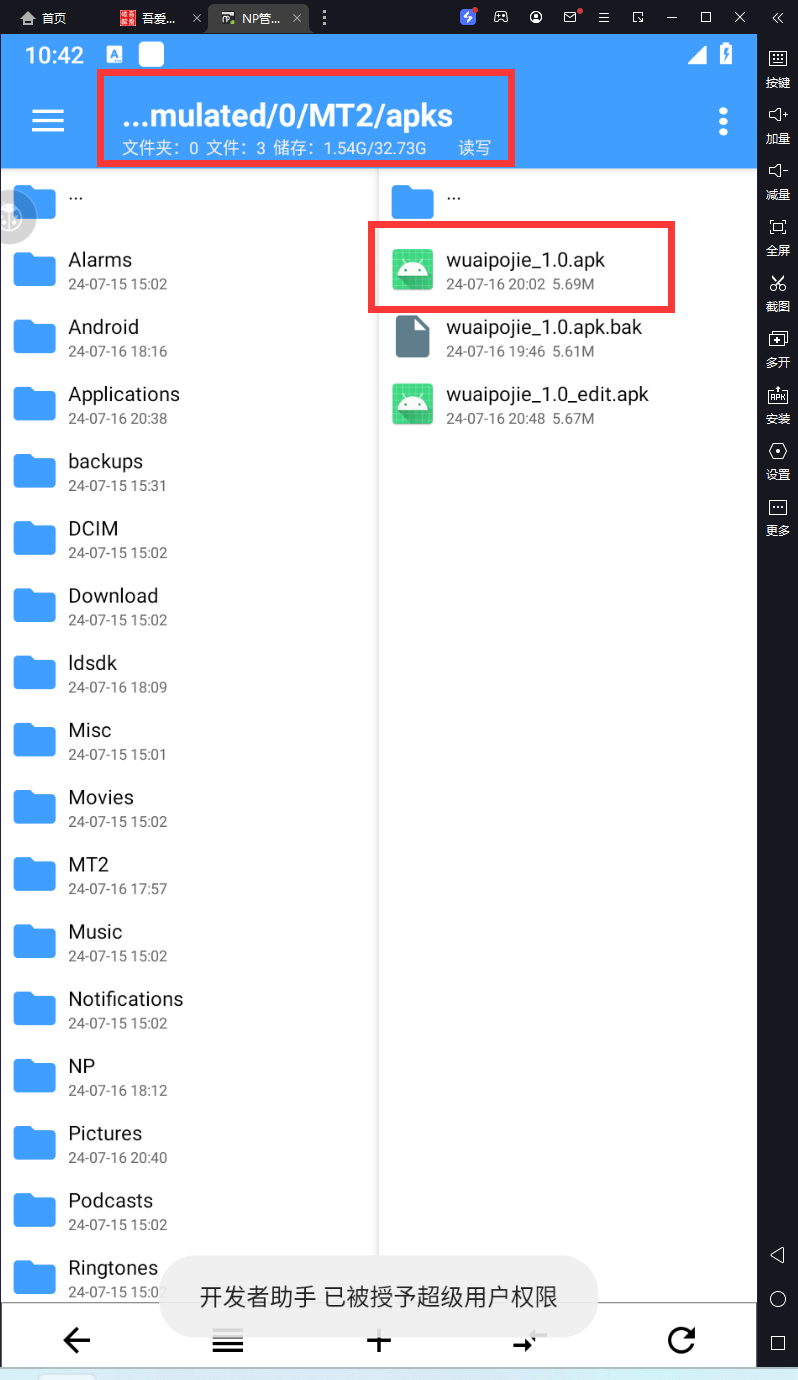 首页
吾爱...
NP管...
10:42
...mulated/0/MT2/apks
文件夹：0 文件：3 储存：1.54G/32.73G 读写
...
Alarms
24-07-15 15:02
Android
24-07-16 18:16
Applications
24-07-16 20:38
backups
24-07-15 15:31
DCIM
24-07-15 15:02
Download
24-07-15 15:02
ldsdk
24-07-16 18:09
Misc
24-07-15 15:01
Movies
24-07-15 15:02
MT2
24-07-16 17:57
Music
24-07-15 15:02
Notifications
24-07-15 15:02
NP
24-07-16 18:12
Pictures
24-07-16 20:40
Podcasts
24-07-15 15:02
Ringtones
24-07-15 15:02
...
wuaipojie_1.0.apk
24-07-16 20:02 5.69M
wuaipojie_1.0.apk.bak
24-07-16 19:46 5.61M
wuaipojie_1.0_edit.apk
24-07-16 20:48 5.67M
开发者助手 已被授予超级用户权限
按键
加量
减量
全屏
截图
多开
安装
设置
更多